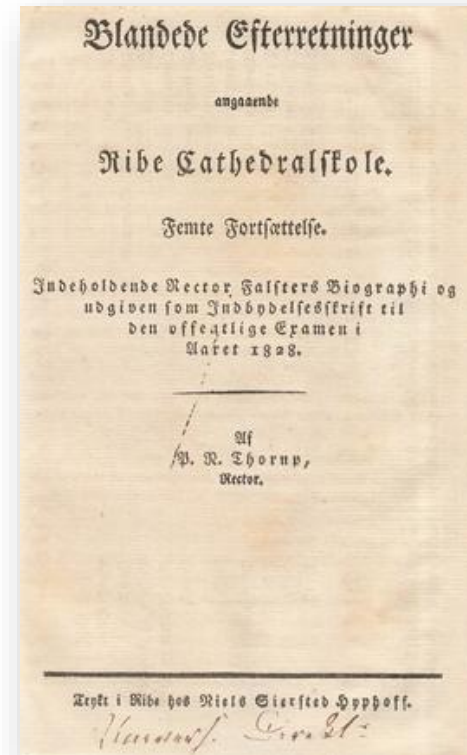 Blandede Efterretninger
angaaende
Ribe Cathedralskole.
Femte Fortsættelse.
Indeholdende Rector Falsters Biographi og
udgiven som Indbydelsesskrift til
den offentlige Examen i
Aaret 1828.
Af
P. N. Thorup,
Rector.
Trykt i Ribe hos Niels Siersted Hyphoff.